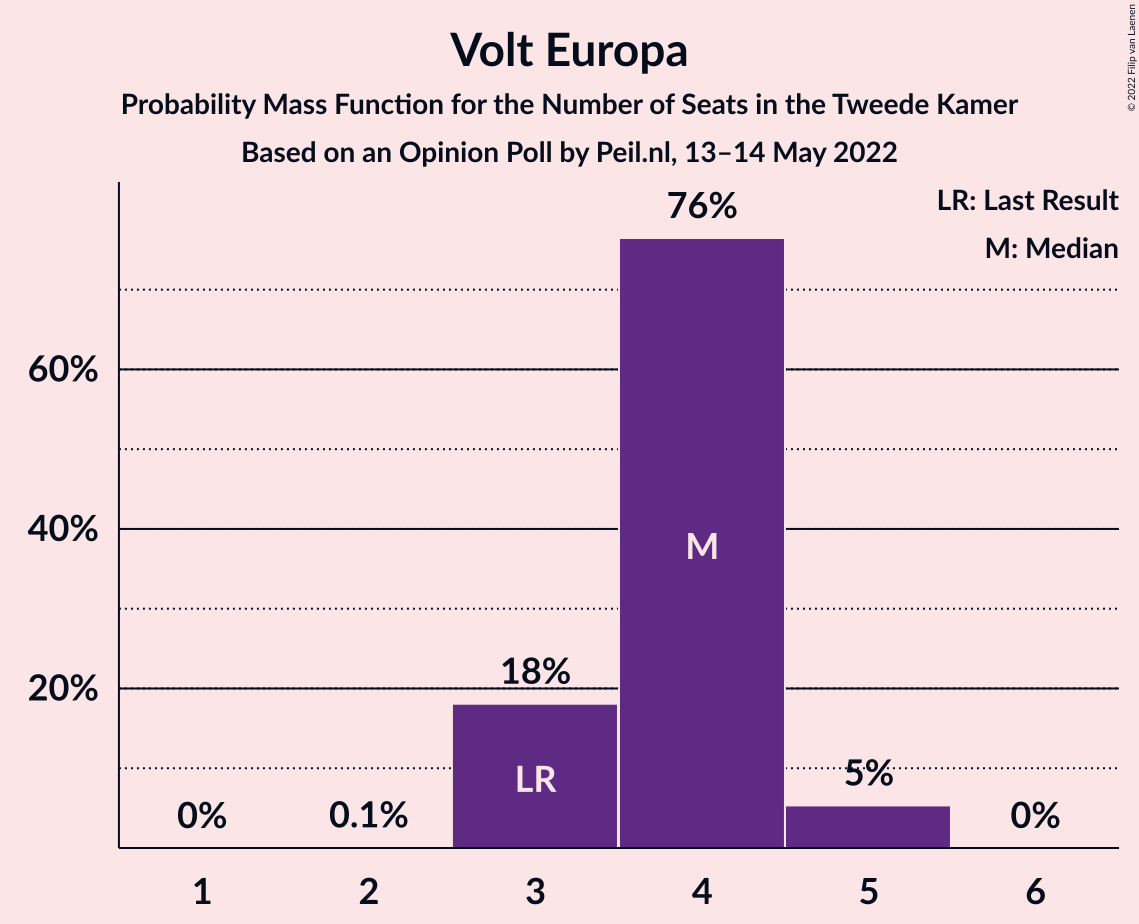 Volt Europa
Probability Mass Function for the Number of Seats in the Tweede Kamer
Based on an Opinion Poll by Peil.nl, 13–14 May 2022
© 2022 Filip van Laenen
LR: Last Result
M: Median
76%
60%
40%
M
18%
20%
5%
LR
0%
0.1%
0%
1
2
3
4
5
6